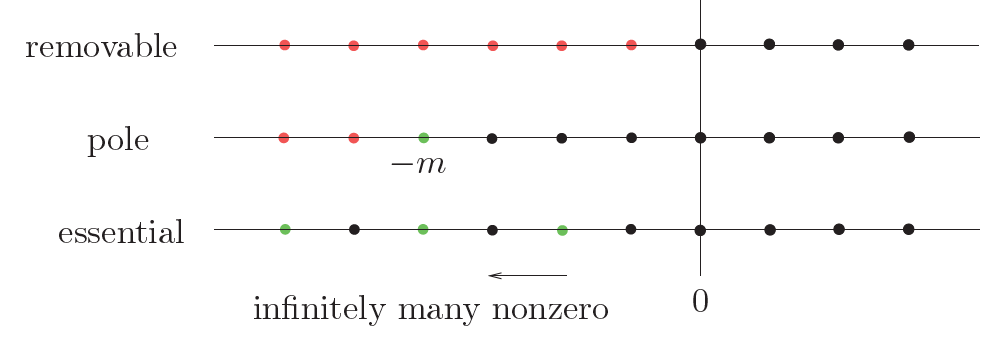 removable
pole
−m
essential
infinitely many nonzero
0